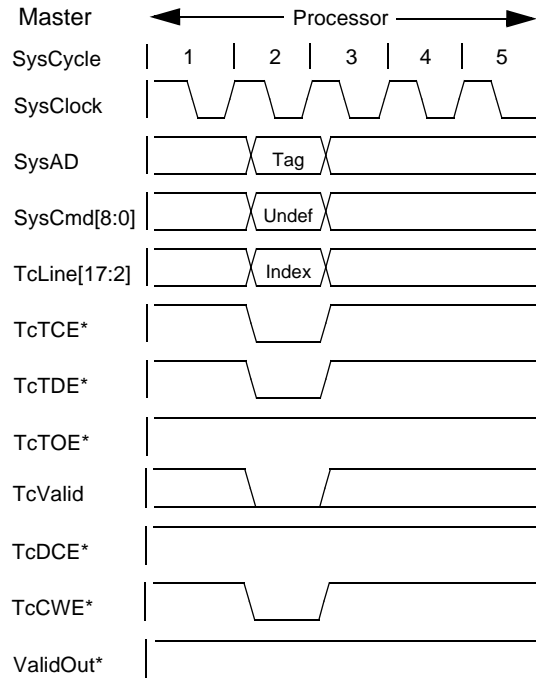 Master Processor
SysCycle 1 2 3 4 5
SysClock
SysAD Tag
SysCmd[8:0] Undef
TcLine[17:2] Index
TcTCE*
TcTDE*
TcTOE*
TcValid
TcDCE*
TcCWE*
ValidOut*